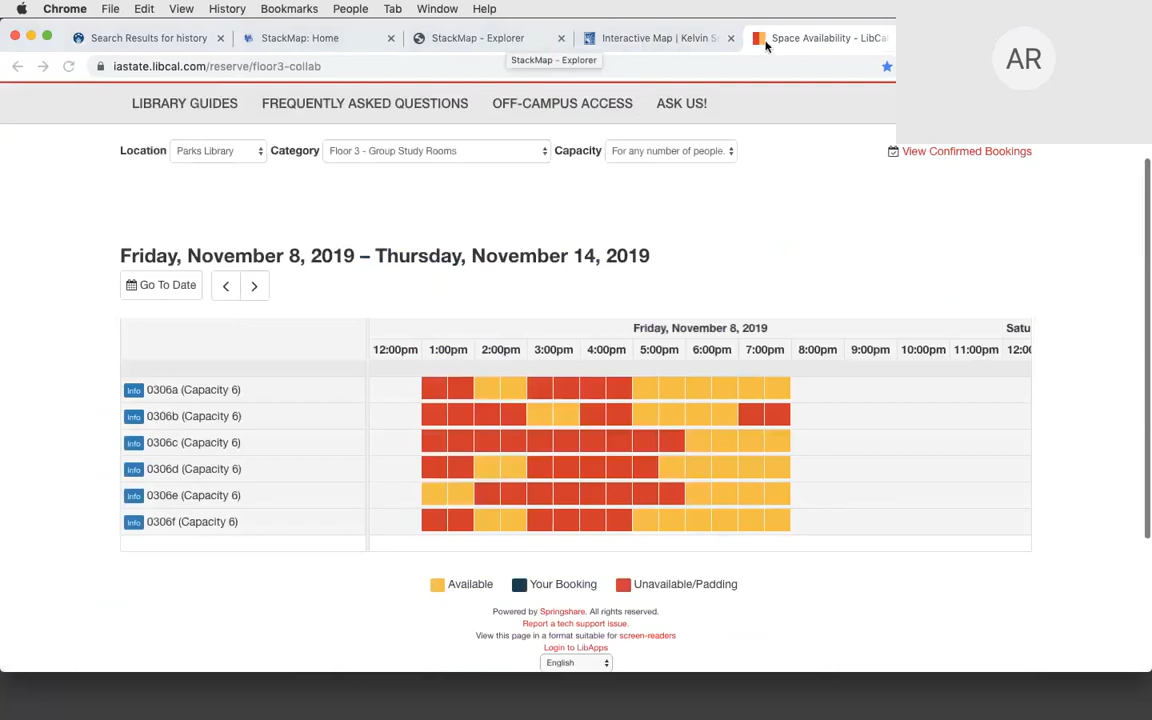 Chrome File Edit View History Bookmarks People Tab Window Help
Search Results for history StackMap: Home StackMap - Explorer Interactive Map | Kelvin S Space Availability - LibCa
StackMap - Explorer
iastate.libcal.com/reserve/floor3-collab
AR
LIBRARY GUIDES FREQUENTLY ASKED QUESTIONS OFF-CAMPUS ACCESS ASK US!
Location Parks Library Category Floor 3 - Group Study Rooms Capacity For any number of people. View Confirmed Bookings
Friday, November 8, 2019 – Thursday, November 14, 2019
Go To Date
Friday, November 8, 2019 Satu
12:00pm 1:00pm 2:00pm 3:00pm 4:00pm 5:00pm 6:00pm 7:00pm 8:00pm 9:00pm 10:00pm 11:00pm 12:00
Info 0306a (Capacity 6)
Info 0306b (Capacity 6)
Info 0306c (Capacity 6)
Info 0306d (Capacity 6)
Info 0306e (Capacity 6)
Info 0306f (Capacity 6)
Available Your Booking Unavailable/Padding
Powered by Springshare. All rights reserved.
Report a tech support issue.
View this page in a format suitable for screen-readers
Login to LibApps
English